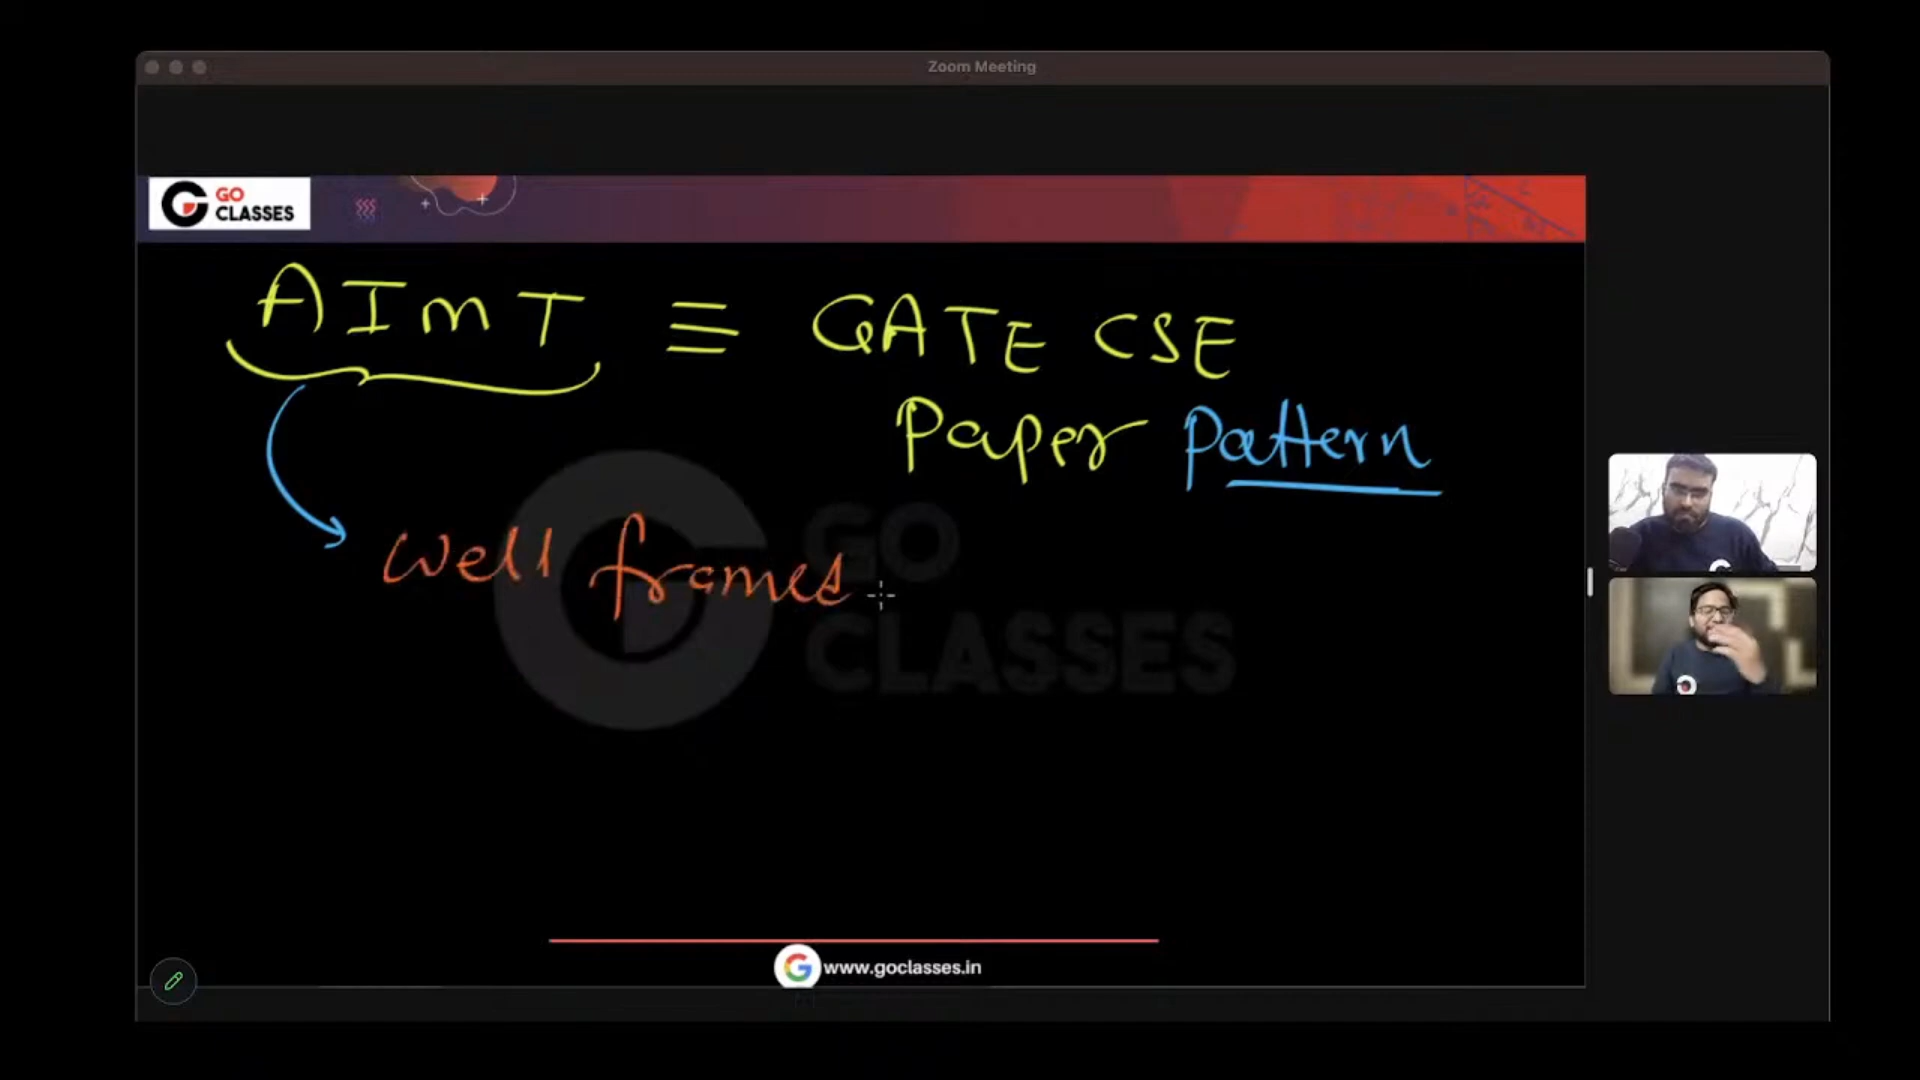 Zoom Meeting
GO
CLASSES
AImT ≡ GATE CSE
Paper Pattern
Well framed
GO
CLASSES
www.goclasses.in